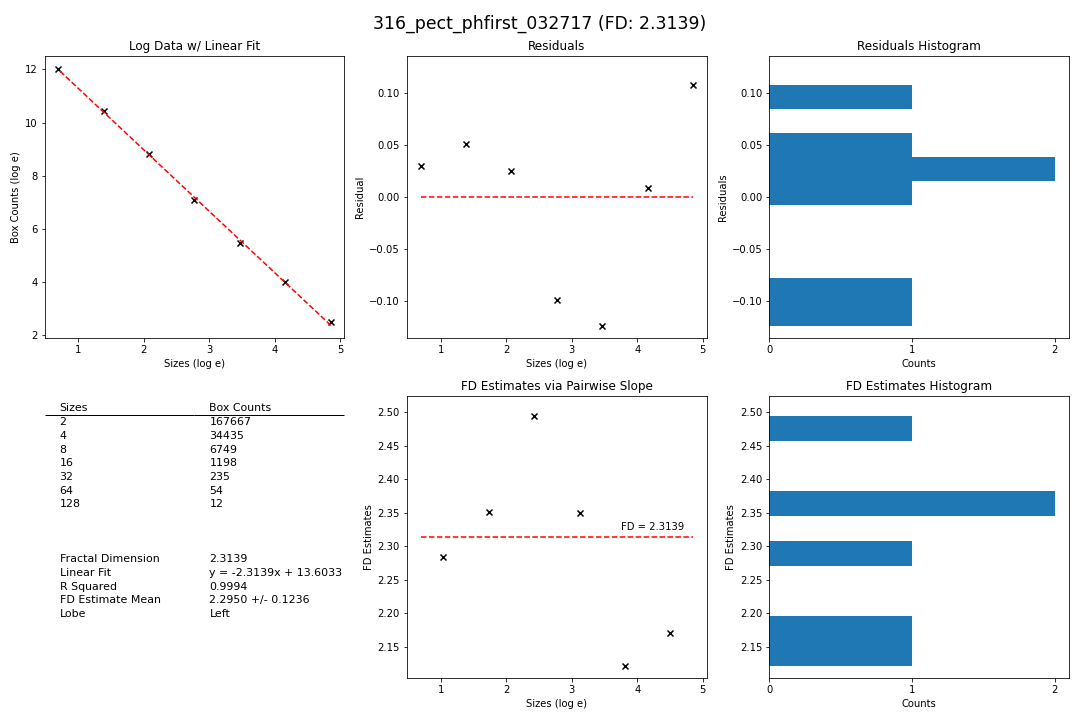 316_pect_phfirst_032717 (FD: 2.3139)
Log Data w/ Linear Fit
12
10
8
6
4
2
Box Counts (log e)
1 2 3 4 5
Sizes (log e)
Residuals
0.10
0.05
0.00
−0.05
−0.10
Residual
1 2 3 4 5
Sizes (log e)
Residuals Histogram
0.10
0.05
0.00
−0.05
−0.10
Residuals
0 1 2
Counts
Sizes Box Counts
2 167667
4 34435
8 6749
16 1198
32 235
64 54
128 12
Fractal Dimension 2.3139
Linear Fit y = -2.3139x + 13.6033
R Squared 0.9994
FD Estimate Mean 2.2950 +/- 0.1236
Lobe Left
FD Estimates via Pairwise Slope
2.50
2.45
2.40
2.35
2.30
2.25
2.20
2.15
FD Estimates
FD = 2.3139
1 2 3 4 5
Sizes (log e)
FD Estimates Histogram
2.50
2.45
2.40
2.35
2.30
2.25
2.20
2.15
FD Estimates
0 1 2
Counts